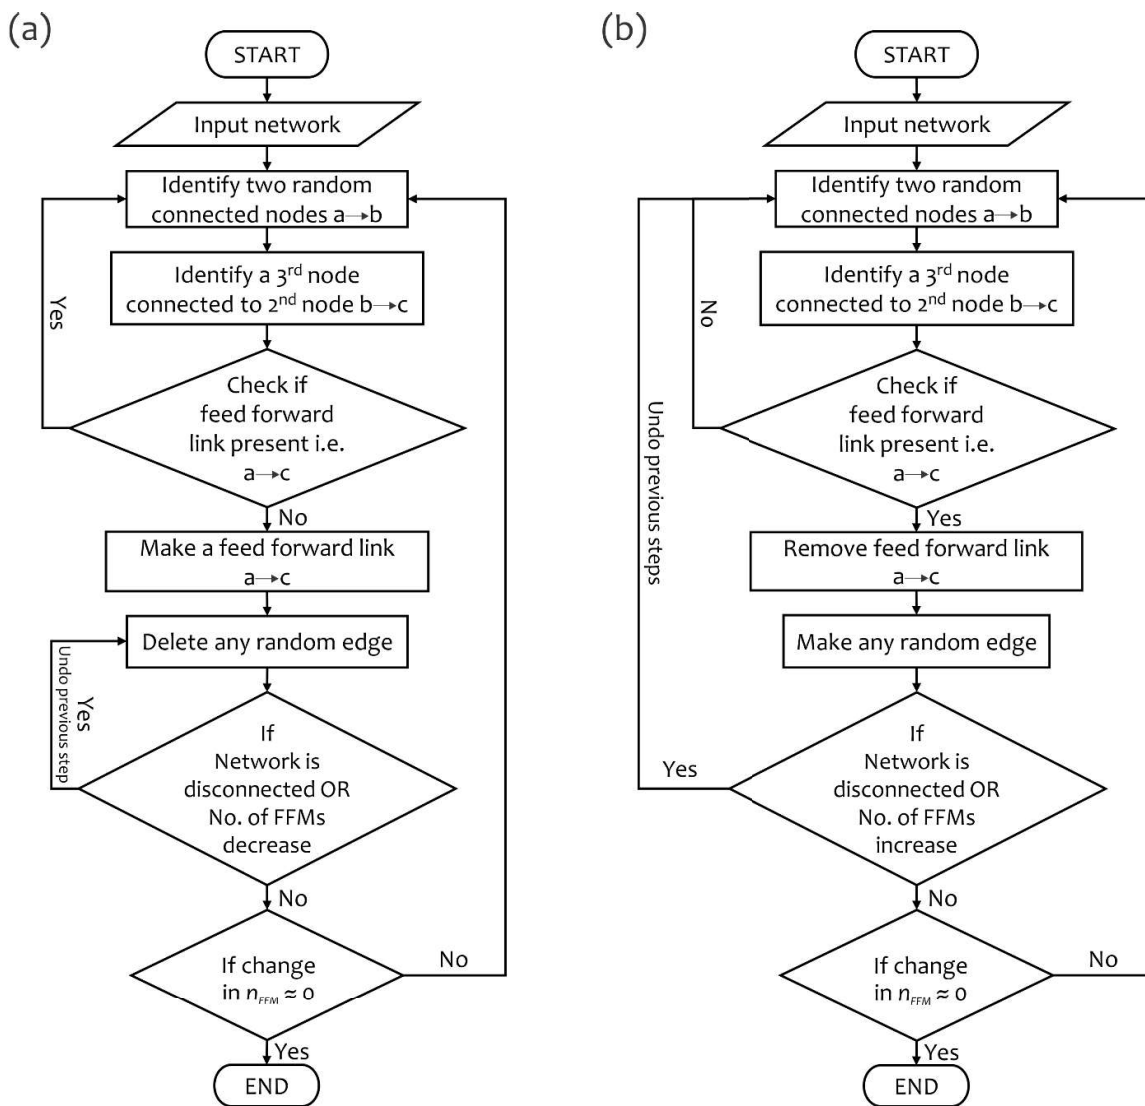 (a)
START
Input network
Identify two random
connected nodes a→b
Identify a 3rd node
connected to 2nd node b→c
Yes
Check if
feed forward
link present i.e.
a→c
No
Make a feed forward link
a→c
Delete any random edge
Yes
Undo previous step
If
Network is
disconnected OR
No. of FFMs
decrease
No
If change
in nFFM ≈ 0
No
Yes
END
(b)
START
Input network
Identify two random
connected nodes a→b
Identify a 3rd node
connected to 2nd node b→c
No
Check if
feed forward
link present i.e.
a→c
Undo previous steps
Yes
Remove feed forward link
a→c
Make any random edge
If
Network is
disconnected OR
No. of FFMs
increase
Yes
No
If change
in nFFM ≈ 0
No
Yes
END